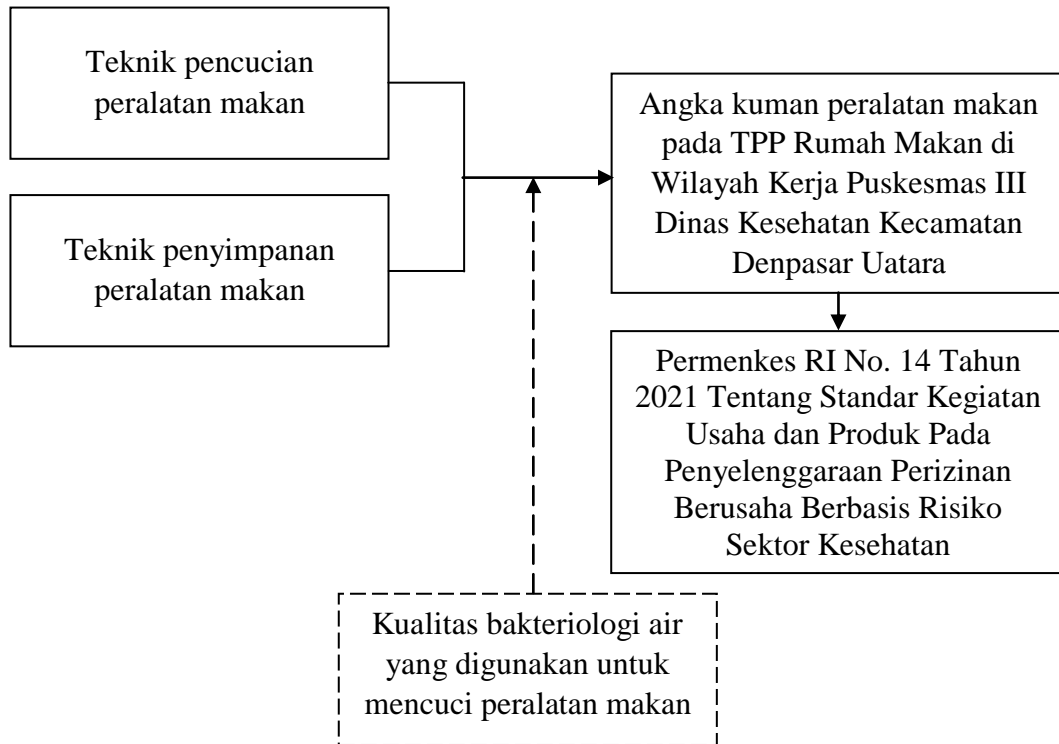 Teknik pencucian
peralatan makan
Teknik penyimpanan
peralatan makan
Angka kuman peralatan makan
pada TPP Rumah Makan di
Wilayah Kerja Puskesmas III
Dinas Kesehatan Kecamatan
Denpasar Uatara
Permenkes RI No. 14 Tahun
2021 Tentang Standar Kegiatan
Usaha dan Produk Pada
Penyelenggaraan Perizinan
Berusaha Berbasis Risiko
Sektor Kesehatan
Kualitas bakteriologi air
yang digunakan untuk
mencuci peralatan makan